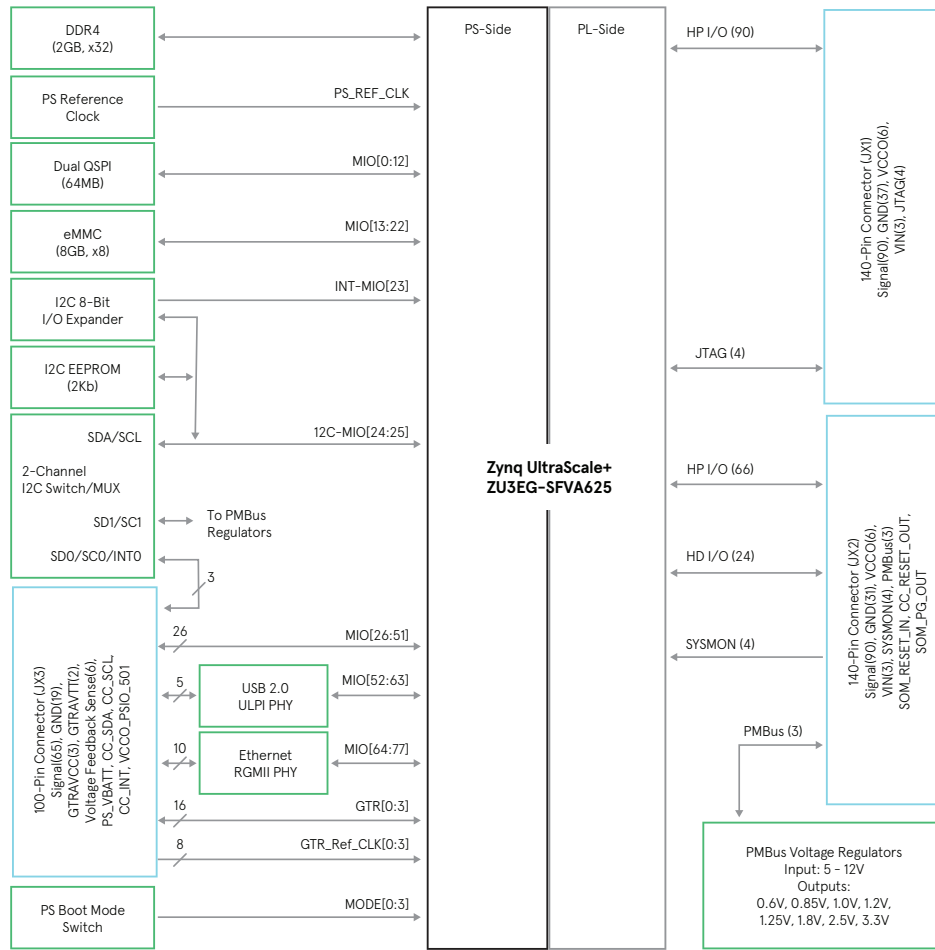 DDR4
(2GB, x32)
PS Reference
Clock
PS_REF_CLK
Dual QSPI
(64MB)
MIO[0:12]
eMMC
(8GB, x8)
MIO[13:22]
I2C 8-Bit
I/O Expander
INT-MIO[23]
I2C EEPROM
(2Kb)
SDA/SCL
12C-MIO[24:25]
2-Channel
I2C Switch/MUX
SD1/SC1
To PMBus
Regulators
SD0/SC0/INT0
3
100-Pin Connector (JX3)
Signal(65), GND(19),
GTRAVCC(3), GTRAVTT(2),
Voltage Feedback Sense(6),
PS_VBATT, CC_SDA, CC_SCL,
CC_INT, VCCO_PSIO_501
26
MIO[26:51]
5
USB 2.0
ULPI PHY
MIO[52:63]
10
Ethernet
RGMII PHY
MIO[64:77]
16
GTR[0:3]
8
GTR_Ref_CLK[0:3]
PS Boot Mode
Switch
MODE[0:3]
PS-Side
PL-Side
Zynq UltraScale+
ZU3EG-SFVA625
HP I/O (90)
JTAG (4)
140-Pin Connector (JX1)
Signal(90), GND(37), VCCO(6),
VIN(3), JTAG(4)
HP I/O (66)
HD I/O (24)
SYSMON (4)
PMBus (3)
140-Pin Connector (JX2)
Signal(90), GND(31), VCCO(6),
VIN(3), SYSMON(4), PMBus(3)
SOM_RESET_IN, CC_RESET_OUT,
SOM_PG_OUT
PMBus Voltage Regulators
Input: 5 - 12V
Outputs:
0.6V, 0.85V, 1.0V, 1.2V,
1.25V, 1.8V, 2.5V, 3.3V